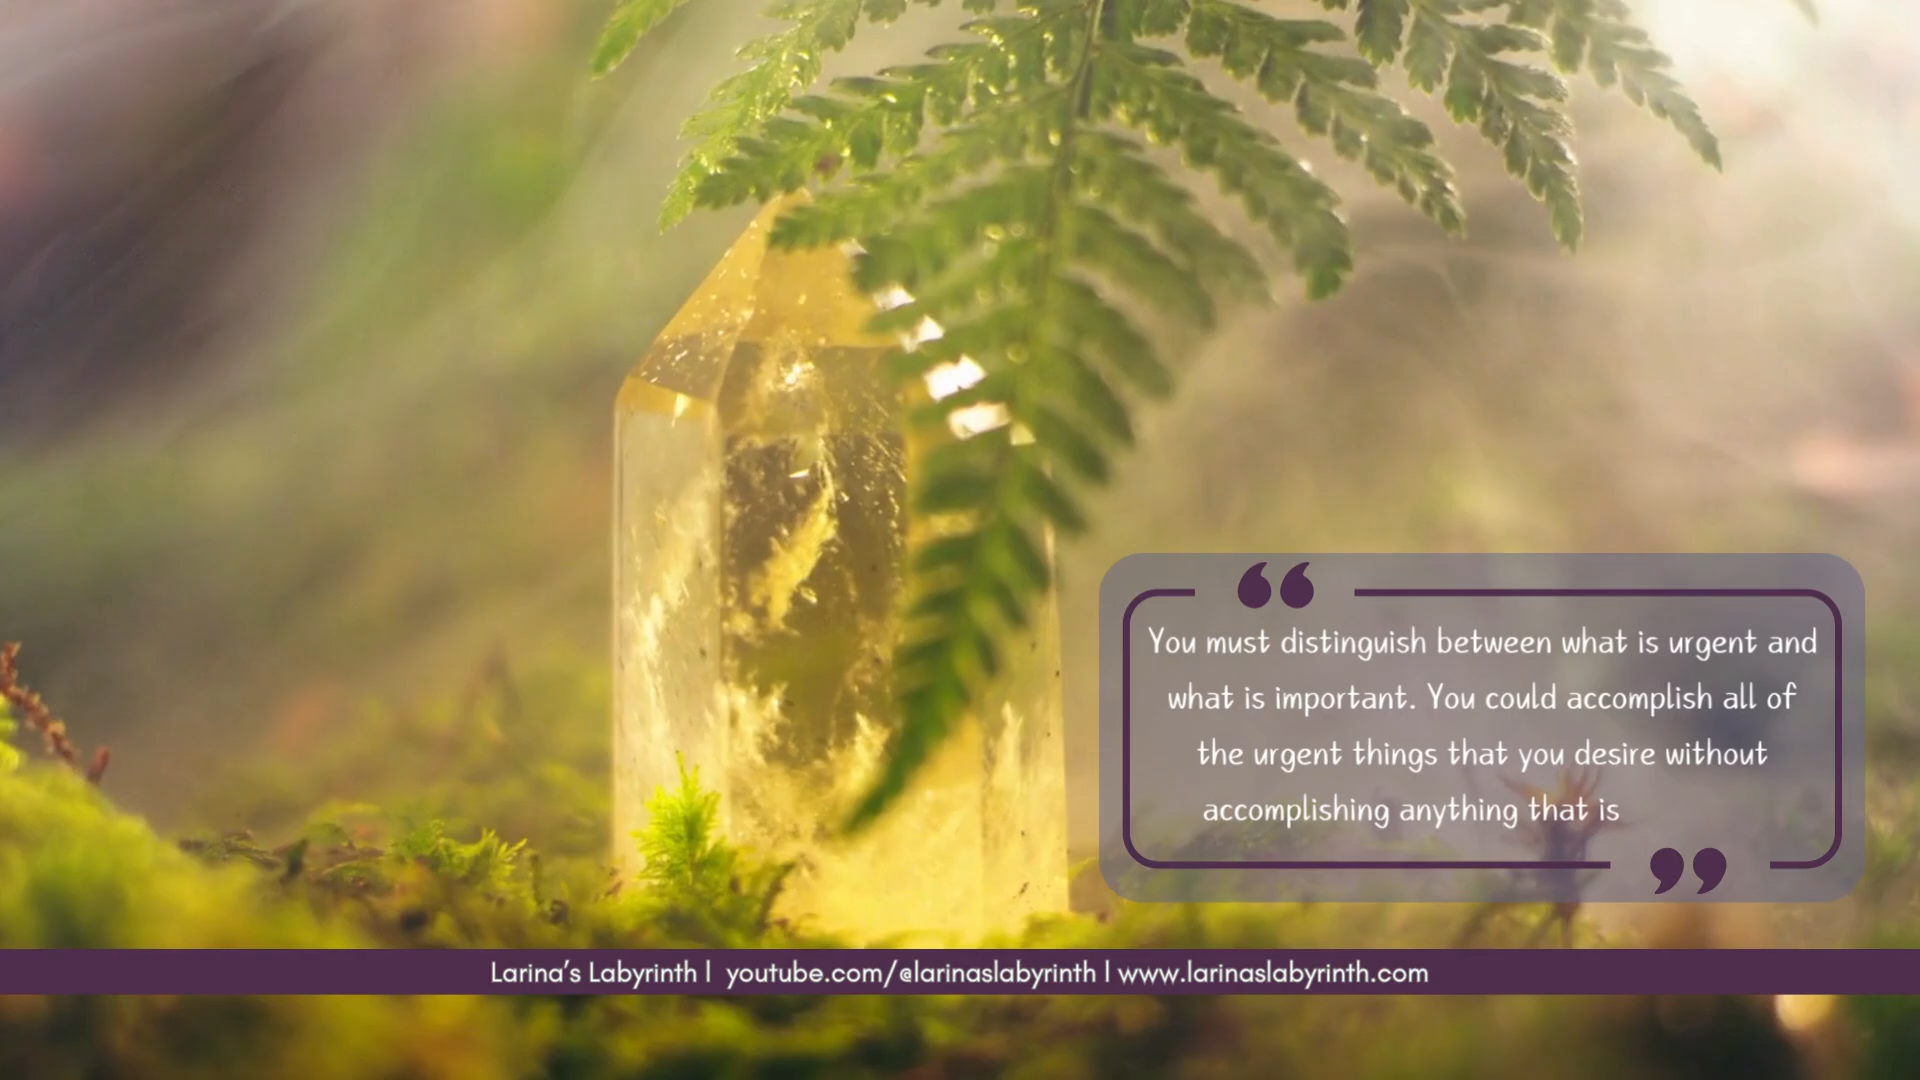 You must distinguish between what is urgent and
what is important. You could accomplish all of
the urgent things that you desire without
accomplishing anything that is
Larina's Labyrinth | youtube.com/@larinaslabyrinth | www.larinaslabyrinth.com